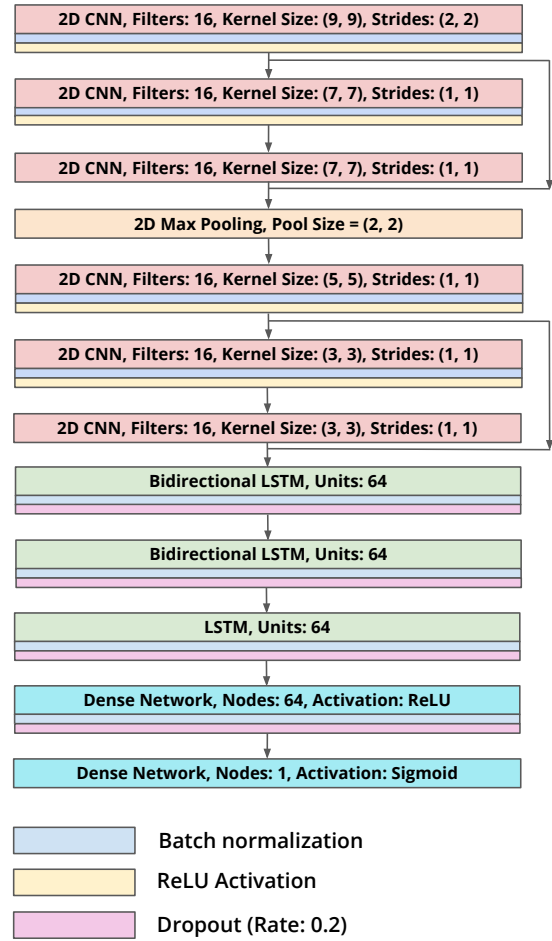 2D CNN, Filters: 16, Kernel Size: (9, 9), Strides: (2, 2)
2D CNN, Filters: 16, Kernel Size: (7, 7), Strides: (1, 1)
2D CNN, Filters: 16, Kernel Size: (7, 7), Strides: (1, 1)
2D Max Pooling, Pool Size = (2, 2)
2D CNN, Filters: 16, Kernel Size: (5, 5), Strides: (1, 1)
2D CNN, Filters: 16, Kernel Size: (3, 3), Strides: (1, 1)
2D CNN, Filters: 16, Kernel Size: (3, 3), Strides: (1, 1)
Bidirectional LSTM, Units: 64
Bidirectional LSTM, Units: 64
LSTM, Units: 64
Dense Network, Nodes: 64, Activation: ReLU
Dense Network, Nodes: 1, Activation: Sigmoid
Batch normalization
ReLU Activation
Dropout (Rate: 0.2)